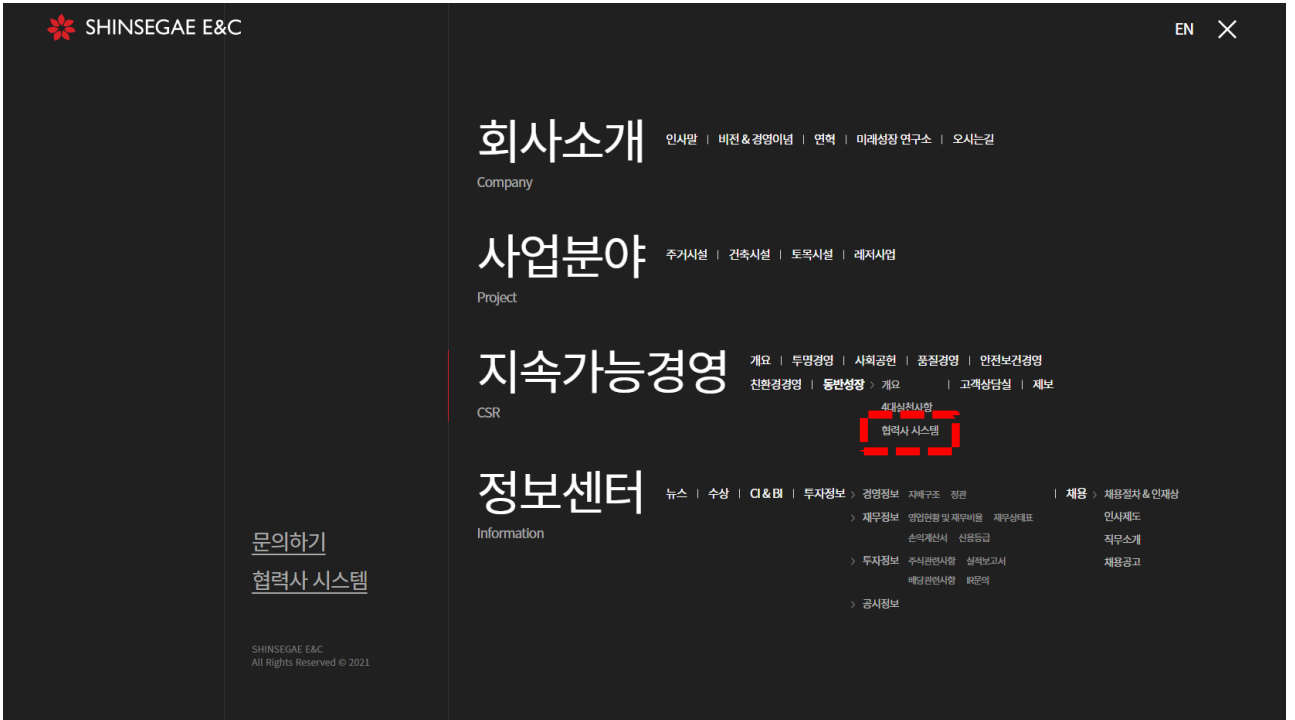 SHINSEGAE E&C
EN
회사소개
인사말 | 비전 & 경영이념 | 연혁 | 미래성장 연구소 | 오시는길
Company
사업분야
주거시설 | 건축시설 | 토목시설 | 레저사업
Project
지속가능경영
개요 | 투명경영 | 사회공헌 | 품질경영 | 안전보건경영
친환경경영 | 동반성장 > 개요 | 고객상담실 | 제보
4대실천사항
협력사 시스템
CSR
정보센터
뉴스 | 수상 | CI & BI | 투자정보 > 경영정보 지배구조 정관 | 채용 > 채용절차 & 인재상
> 재무정보 영업현황 및 재무비율 재무상태표 인사제도
손익계산서 신용등급 직무소개
> 투자정보 주식관련사항 실적보고서 채용공고
배당관련사항 IR문의
> 공시정보
Information
문의하기
협력사 시스템
SHINSEGAE E&C
All Rights Reserved © 2021